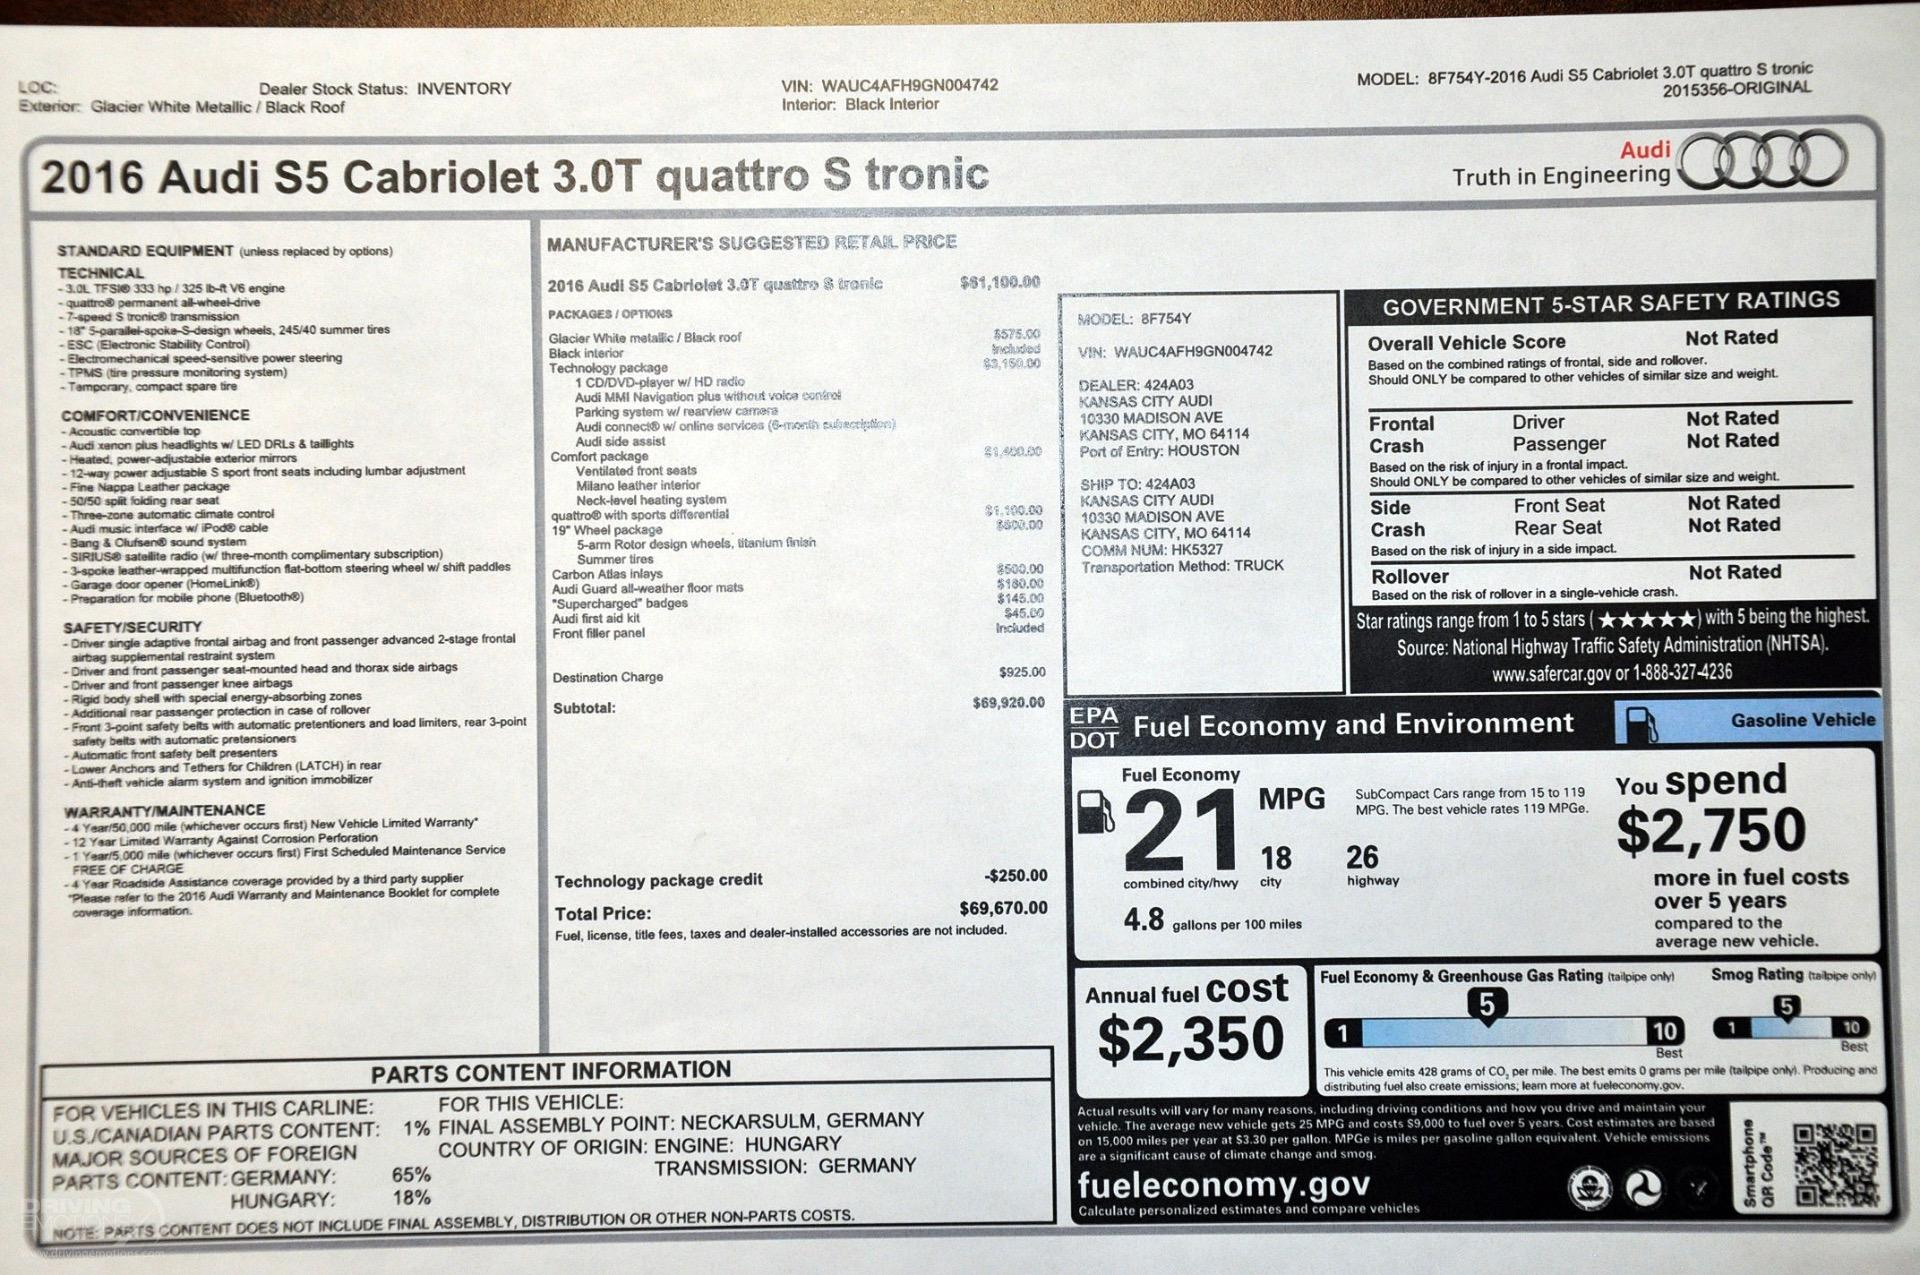 LOC:
Dealer Stock Status: INVENTORY
VIN: WAUC4AFH9GN004742
MODEL: 8F754Y-2016 Audi S5 Cabriolet 3.0T quattro S tronic
Exterior: Glacier White Metallic / Black Roof
Interior: Black Interior
2015356-ORIGINAL
2016 Audi S5 Cabriolet 3.0T quattro S tronic
Audi
Truth in Engineering
STANDARD EQUIPMENT (unless replaced by options)
TECHNICAL
- 3.0L TFSI® 333 hp / 325 lb-ft V6 engine
- quattro® permanent all-wheel-drive
- 7-speed S tronic® transmission
- 18" 5-parallel-spoke-S-design wheels, 245/40 summer tires
- ESC (Electronic Stability Control)
- Electromechanical speed-sensitive power steering
- TPMS (tire pressure monitoring system)
- Temporary, compact spare tire
COMFORT/CONVENIENCE
- Acoustic convertible top
- Audi xenon plus headlights w/ LED DRLs & taillights
- Heated, power-adjustable exterior mirrors
- 12-way power adjustable S sport front seats including lumbar adjustment
- Fine Nappa Leather package
- 50/50 split folding rear seat
- Three-zone automatic climate control
- Audi music interface w/ iPod® cable
- Bang & Olufsen® sound system
- SIRIUS® satellite radio (w/ three-month complimentary subscription)
- 3-spoke leather-wrapped multifunction flat-bottom steering wheel w/ shift paddles
- Garage door opener (HomeLink®)
- Preparation for mobile phone (Bluetooth®)
SAFETY/SECURITY
- Driver single adaptive frontal airbag and front passenger advanced 2-stage frontal
airbag supplemental restraint system
- Driver and front passenger seat-mounted head and thorax side airbags
- Driver and front passenger knee airbags
- Rigid body shell with special energy-absorbing zones
- Additional rear passenger protection in case of rollover
- Front 3-point safety belts with automatic pretentioners and load limiters, rear 3-point
safety belts with automatic pretensioners
- Automatic front safety belt presenters
- Lower Anchors and Tethers for Children (LATCH) in rear
- Anti-theft vehicle alarm system and ignition immobilizer
WARRANTY/MAINTENANCE
- 4 Year/50,000 mile (whichever occurs first) New Vehicle Limited Warranty*
- 12 Year Limited Warranty Against Corrosion Perforation
- 1 Year/5,000 mile (whichever occurs first) First Scheduled Maintenance Service
FREE OF CHARGE
- 4 Year Roadside Assistance coverage provided by a third party supplier
*Please refer to the 2016 Audi Warranty and Maintenance Booklet for complete
coverage information.
MANUFACTURER'S SUGGESTED RETAIL PRICE
2016 Audi S5 Cabriolet 3.0T quattro S tronic $61,100.00
PACKAGES / OPTIONS
Glacier White metallic / Black roof $575.00
Black interior Included
Technology package $3,150.00
1 CD/DVD-player w/ HD radio
Audi MMI Navigation plus without voice control
Parking system w/ rearview camera
Audi connect® w/ online services (6-month subscription)
Audi side assist
Comfort package $1,400.00
Ventilated front seats
Milano leather interior
Neck-level heating system
quattro® with sports differential $1,100.00
19" Wheel package $800.00
5-arm Rotor design wheels, titanium finish
Summer tires
Carbon Atlas inlays $500.00
Audi Guard all-weather floor mats $180.00
"Supercharged" badges $145.00
Audi first aid kit $45.00
Front filler panel Included
Destination Charge $925.00
Subtotal: $69,920.00
Technology package credit -$250.00
Total Price: $69,670.00
Fuel, license, title fees, taxes and dealer-installed accessories are not included.
MODEL: 8F754Y
VIN: WAUC4AFH9GN004742
DEALER: 424A03
KANSAS CITY AUDI
10330 MADISON AVE
KANSAS CITY, MO 64114
Port of Entry: HOUSTON
SHIP TO: 424A03
KANSAS CITY AUDI
10330 MADISON AVE
KANSAS CITY, MO 64114
COMM NUM: HK5327
Transportation Method: TRUCK
GOVERNMENT 5-STAR SAFETY RATINGS
Overall Vehicle Score Not Rated
Based on the combined ratings of frontal, side and rollover.
Should ONLY be compared to other vehicles of similar size and weight.
Frontal Driver Not Rated
Crash Passenger Not Rated
Based on the risk of injury in a frontal impact.
Should ONLY be compared to other vehicles of similar size and weight.
Side Front Seat Not Rated
Crash Rear Seat Not Rated
Based on the risk of injury in a side impact.
Rollover Not Rated
Based on the risk of rollover in a single-vehicle crash.
Star ratings range from 1 to 5 stars (★★★★★) with 5 being the highest.
Source: National Highway Traffic Safety Administration (NHTSA).
www.safercar.gov or 1-888-327-4236
EPA
DOT
Fuel Economy and Environment
Gasoline Vehicle
Fuel Economy
21 MPG
combined city/hwy
18
city
26
highway
4.8 gallons per 100 miles
SubCompact Cars range from 15 to 119
MPG. The best vehicle rates 119 MPGe.
You spend
$2,750
more in fuel costs
over 5 years
compared to the
average new vehicle.
Annual fuel cost
$2,350
Fuel Economy & Greenhouse Gas Rating (tailpipe only)
5
1 10
Best
Smog Rating (tailpipe only)
5
1 10
Best
This vehicle emits 428 grams of CO2 per mile. The best emits 0 grams per mile (tailpipe only). Producing and
distributing fuel also create emissions; learn more at fueleconomy.gov.
Actual results will vary for many reasons, including driving conditions and how you drive and maintain your
vehicle. The average new vehicle gets 25 MPG and costs $9,000 to fuel over 5 years. Cost estimates are based
on 15,000 miles per year at $3.30 per gallon. MPGe is miles per gasoline gallon equivalent. Vehicle emissions
are a significant cause of climate change and smog.
fueleconomy.gov
Calculate personalized estimates and compare vehicles
Smartphone
QR Code™
PARTS CONTENT INFORMATION
FOR VEHICLES IN THIS CARLINE:
U.S./CANADIAN PARTS CONTENT: 1%
MAJOR SOURCES OF FOREIGN
PARTS CONTENT: GERMANY: 65%
HUNGARY: 18%
FOR THIS VEHICLE:
FINAL ASSEMBLY POINT: NECKARSULM, GERMANY
COUNTRY OF ORIGIN: ENGINE: HUNGARY
TRANSMISSION: GERMANY
NOTE: PARTS CONTENT DOES NOT INCLUDE FINAL ASSEMBLY, DISTRIBUTION OR OTHER NON-PARTS COSTS.
DRIVING
www.drivingemotions.com